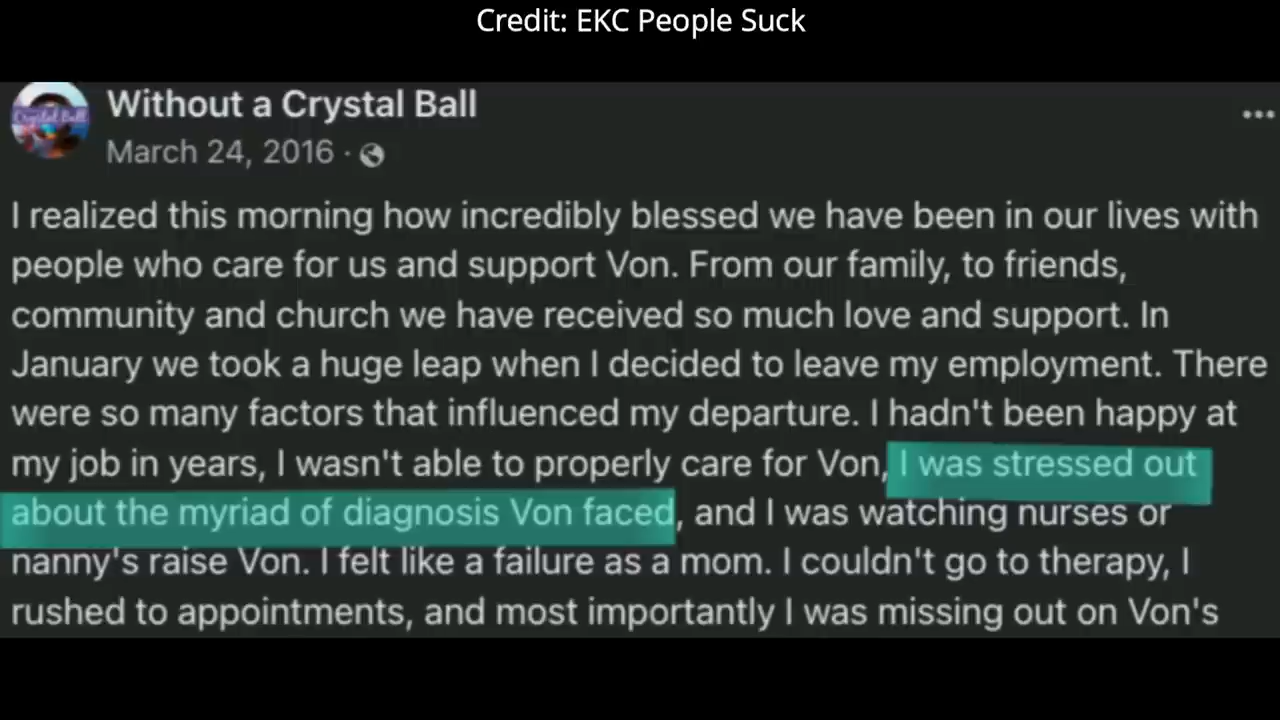 Credit: EKC People Suck
Without a Crystal Ball
Crystal Ball
March 24, 2016 ·
I realized this morning how incredibly blessed we have been in our lives with
people who care for us and support Von. From our family, to friends,
community and church we have received so much love and support. In
January we took a huge leap when I decided to leave my employment. There
were so many factors that influenced my departure. I hadn't been happy at
my job in years, I wasn't able to properly care for Von, I was stressed out
about the myriad of diagnosis Von faced, and I was watching nurses or
nanny's raise Von. I felt like a failure as a mom. I couldn't go to therapy, I
rushed to appointments, and most importantly I was missing out on Von's